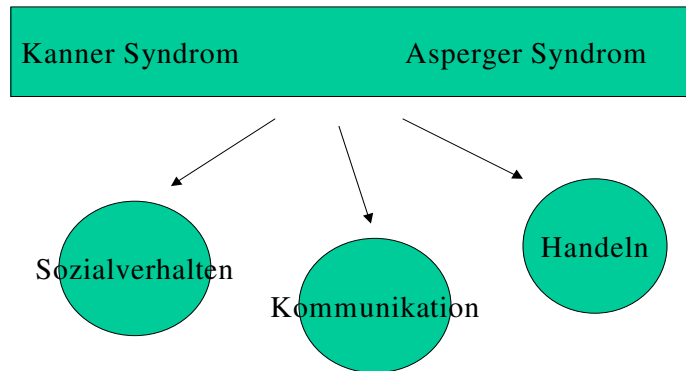 Kanner Syndrom Asperger Syndrom
Sozialverhalten
Kommunikation
Handeln